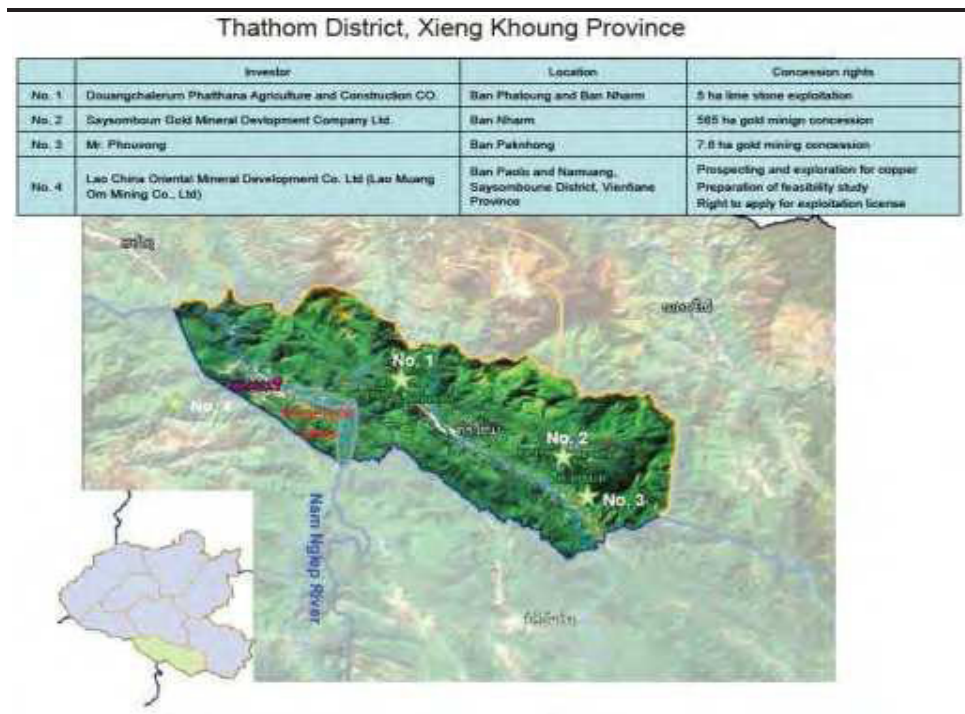 Thathom District, Xieng Khoung Province
Investor Location Concession rights
No. 1 Douangchalerum Phatthana Agriculture and Construction CO. Ban Phatoung and Ban Nharm 5 ha lime stone exploitation
No. 2 Saysomboun Gold Mineral Devlopment Company Ltd. Ban Nharm 565 ha gold minign concession
No. 3 Mr. Phouvong Ban Paknhong 7.6 ha gold mining concession
No. 4 Lao China Oriental Mineral Development Co. Ltd (Lao Muang
Om Mining Co., Ltd)
Ban Paolo and Namuang,
Saysomboune District, Vientiane
Province
Prospecting and exploration for copper
Preparation of feasibility study
Right to apply for exploitation license
No. 1
No. 4
No. 2
No. 3
Nam Ngiep River